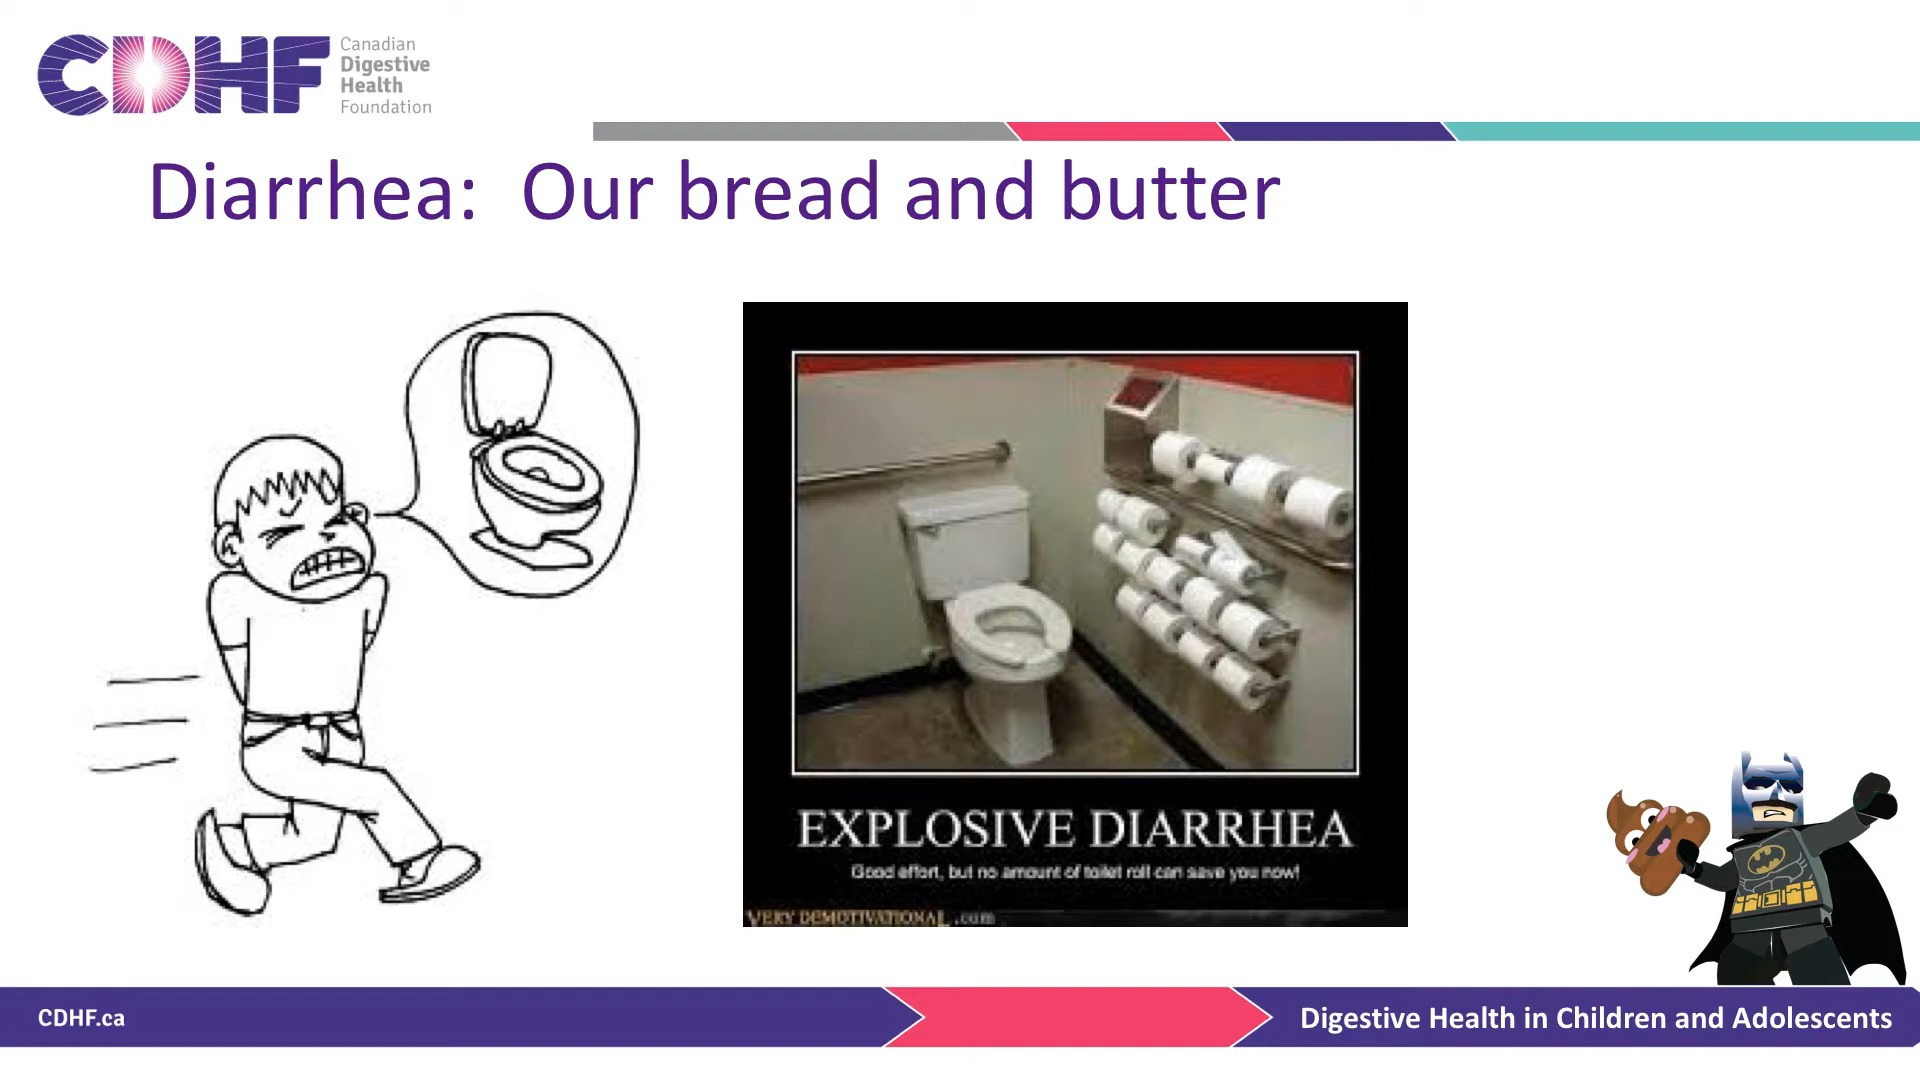 CDHF
Canadian
Digestive
Health
Foundation
Diarrhea:  Our bread and butter
EXPLOSIVE DIARRHEA
Good effort, but no amount of toilet roll can save you now!
VERY DEMOTIVATIONAL .com
CDHF.ca
Digestive Health in Children and Adolescents